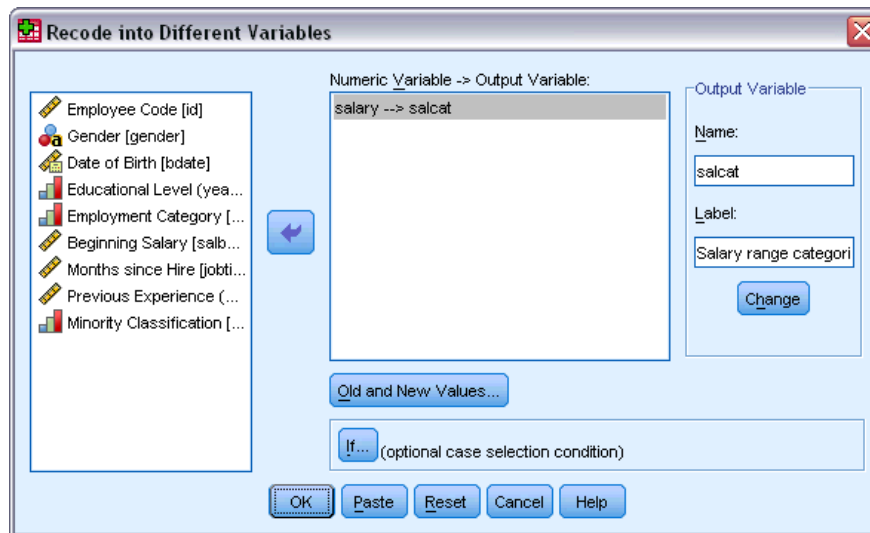 Recode into Different Variables
Employee Code [id]
Gender [gender]
Date of Birth [bdate]
Educational Level (yea...
Employment Category [...
Beginning Salary [salb...
Months since Hire [jobti...
Previous Experience (...
Minority Classification [...
Numeric Variable -> Output Variable:
salary --> salcat
Old and New Values...
If... (optional case selection condition)
Output Variable
Name:
salcat
Label:
Salary range categori
Change
OK Paste Reset Cancel Help